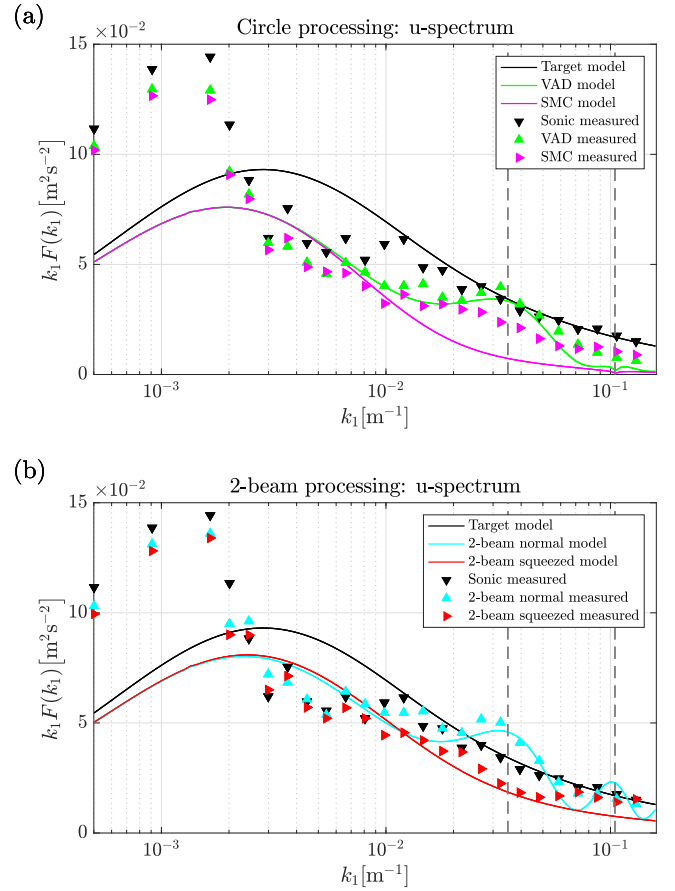 (a)
Circle processing: u-spectrum
×10⁻²
15
10
5
0
k₁F(k₁)[m²s⁻²]
Target model
VAD model
SMC model
Sonic measured
VAD measured
SMC measured
10⁻³ 10⁻² 10⁻¹
k₁[m⁻¹]
(b)
2-beam processing: u-spectrum
×10⁻²
15
10
5
0
k₁F(k₁)[m²s⁻²]
Target model
2-beam normal model
2-beam squeezed model
Sonic measured
2-beam normal measured
2-beam squeezed measured
10⁻³ 10⁻² 10⁻¹
k₁[m⁻¹]